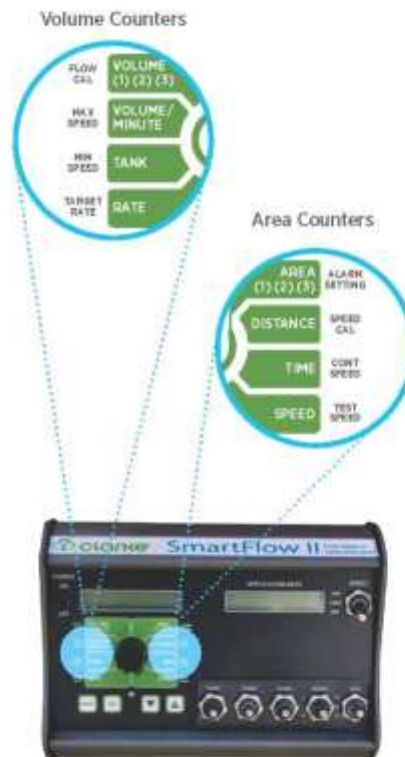 Volume Counters
FLOW CAL
VOLUME (1) (2) (3)
MAX SPEED
VOLUME/ MINUTE
MIN SPEED
TANK
TARGET RATE
RATE
Area Counters
AREA (1) (2) (3)
ALARM SETTING
DISTANCE
SPEED CAL
TIME
CONT SPEED
SPEED
TEST SPEED
Clarke SmartFlow II